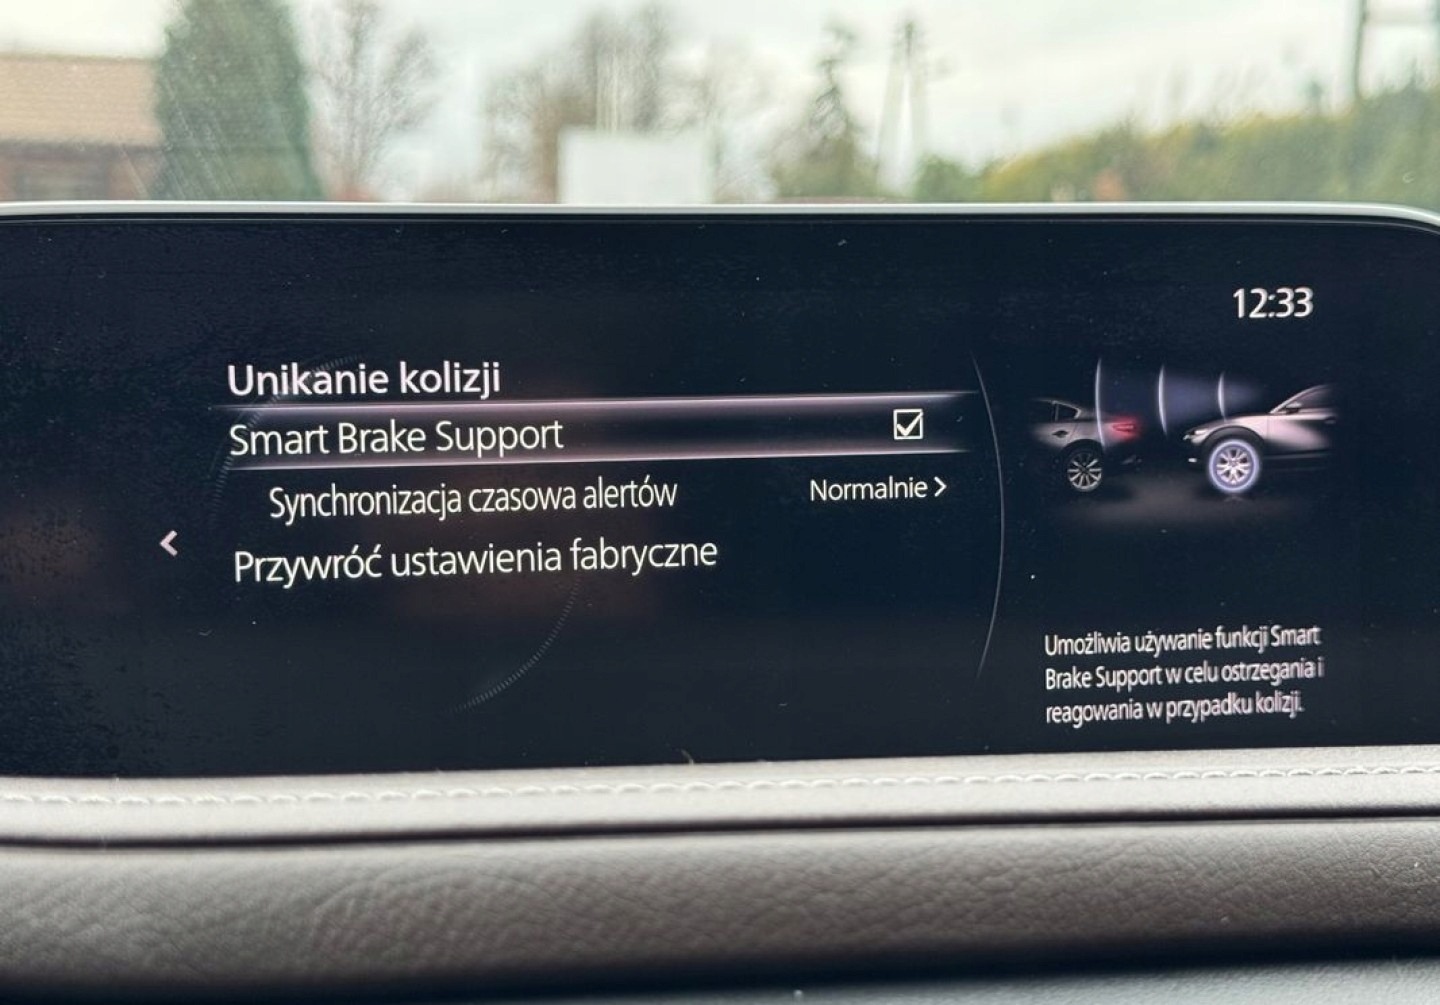 12:33
Unikanie kolizji
Smart Brake Support
Synchronizacja czasowa alertów Normalnie >
Przywróć ustawienia fabryczne
Umożliwia używanie funkcji Smart
Brake Support w celu ostrzegania i
reagowania w przypadku kolizji.